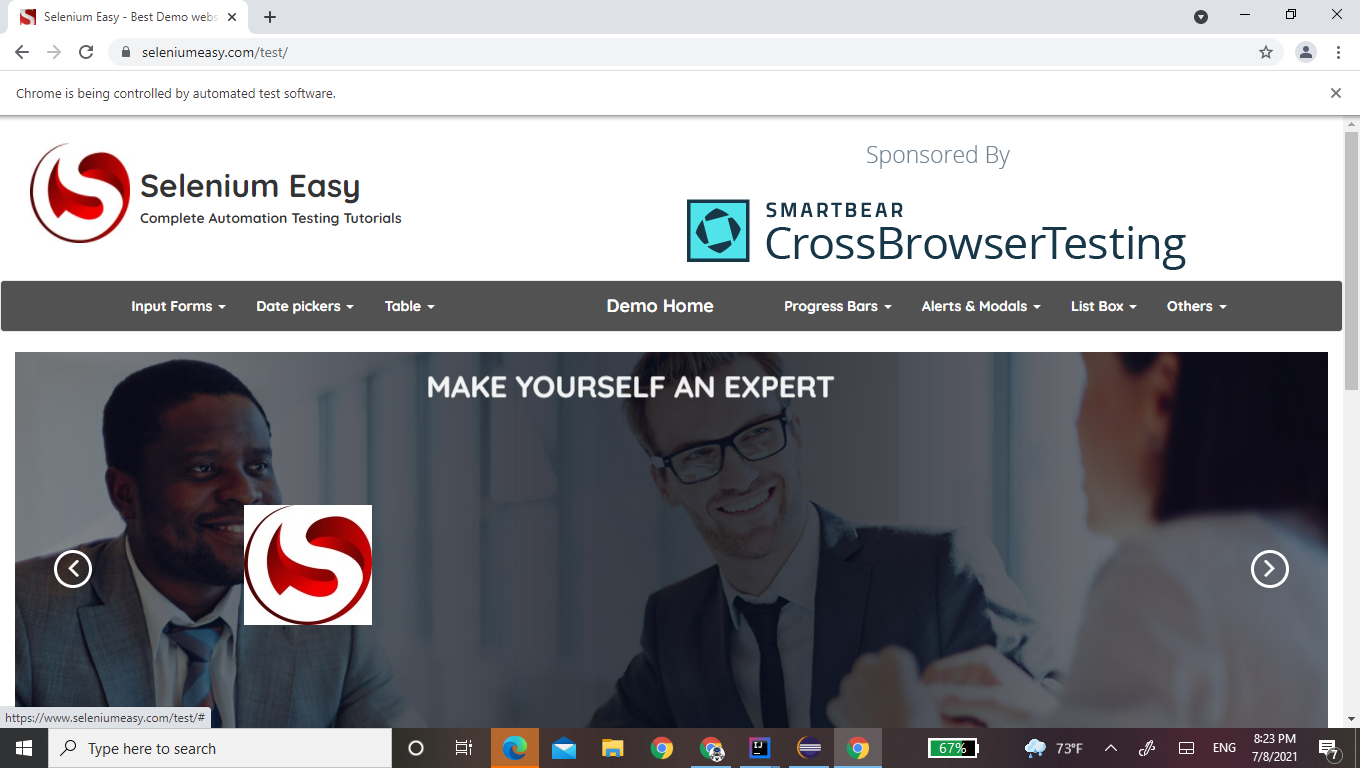 Selenium Easy - Best Demo webs
seleniumeasy.com/test/
Chrome is being controlled by automated test software.
Sponsored By
Selenium Easy
Complete Automation Testing Tutorials
SMARTBEAR
CrossBrowserTesting
Input Forms Date pickers Table Demo Home Progress Bars Alerts & Modals List Box Others
MAKE YOURSELF AN EXPERT
https://www.seleniumeasy.com/test/#
Type here to search
67%
73°F
ENG
8:23 PM
7/8/2021
7